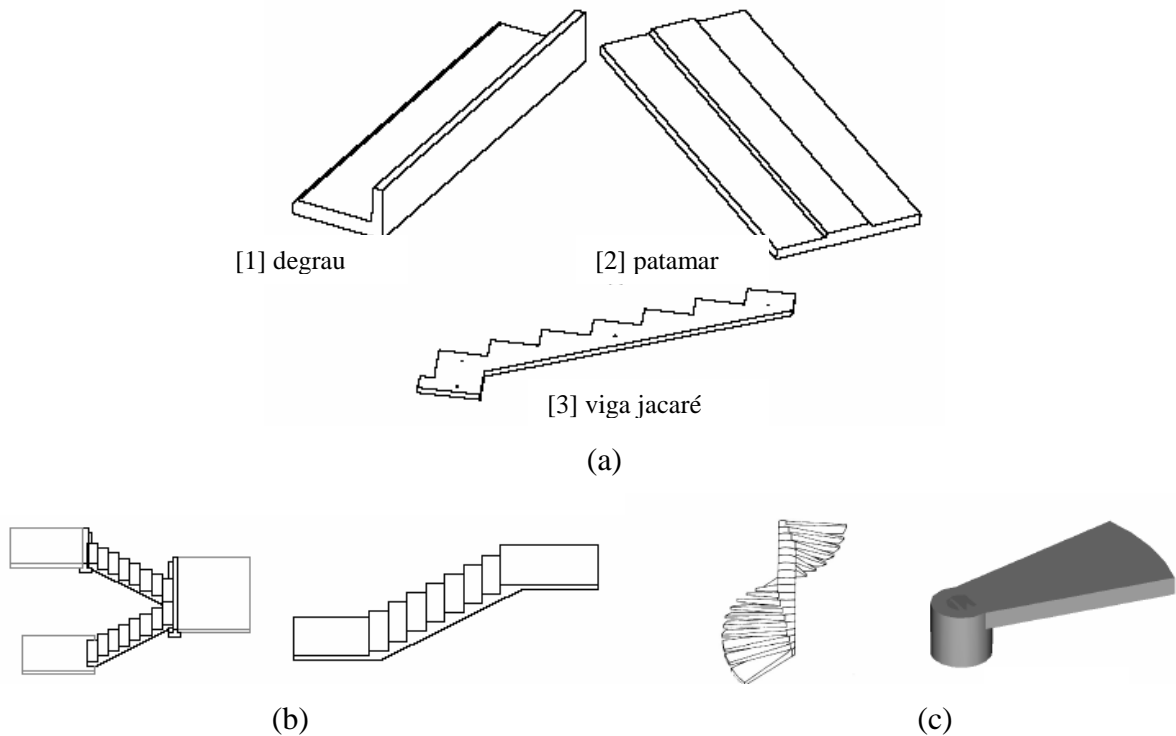 [1] degrau
[2] patamar
[3] viga jacaré
(a)
(b)
(c)